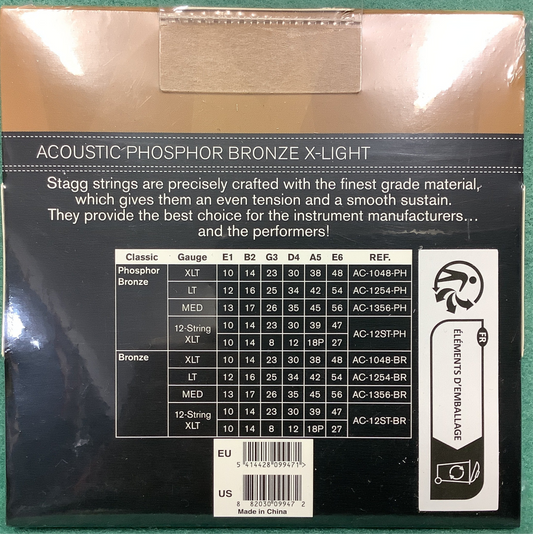 ACOUSTIC PHOSPHOR BRONZE X-LIGHT
Stagg strings are precisely crafted with the finest grade material,
which gives them an even tension and a smooth sustain.
They provide the best choice for the instrument manufacturers...
and the performers!
Classic Gauge E1 B2 G3 D4 A5 E6 REF.
Phosphor Bronze XLT 10 14 23 30 38 48 AC-1048-PH
LT 12 16 25 34 42 54 AC-1254-PH
MED 13 17 26 35 45 56 AC-1356-PH
12-String XLT 10 14 23 30 39 47 AC-12ST-PH
10 14 8 12 18P 27
Bronze XLT 10 14 23 30 38 48 AC-1048-BR
LT 12 16 25 34 42 54 AC-1254-BR
MED 13 17 26 35 45 56 AC-1356-BR
12-String XLT 10 14 23 30 39 47 AC-12ST-BR
10 14 8 12 18P 27
FR
ÉLÉMENTS D'EMBALLAGE
EU
5 414428 099471 >
US
8 82030 09947 2
Made in China